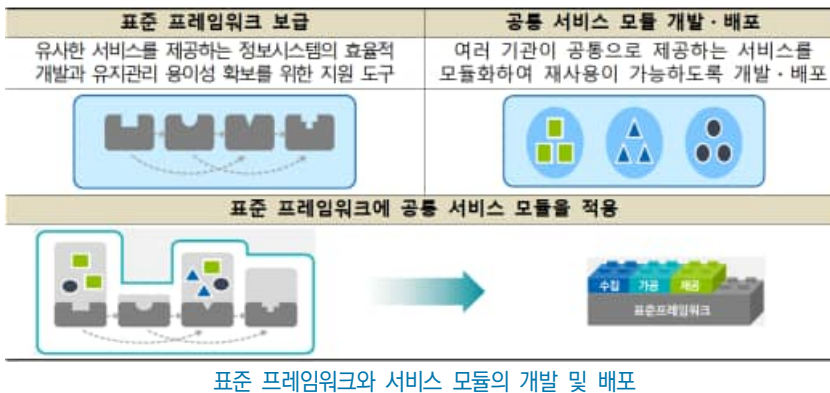 표준 프레임워크 보급
공통 서비스 모듈 개발·배포
유사한 서비스를 제공하는 정보시스템의 효율적
개발과 유지관리 용이성 확보를 위한 지원 도구
여러 기관이 공통으로 제공하는 서비스를
모듈화하여 재사용이 가능하도록 개발·배포
표준 프레임워크에 공통 서비스 모듈을 적용
수집 가공 제공
표준프레임워크
표준 프레임워크와 서비스 모듈의 개발 및 배포